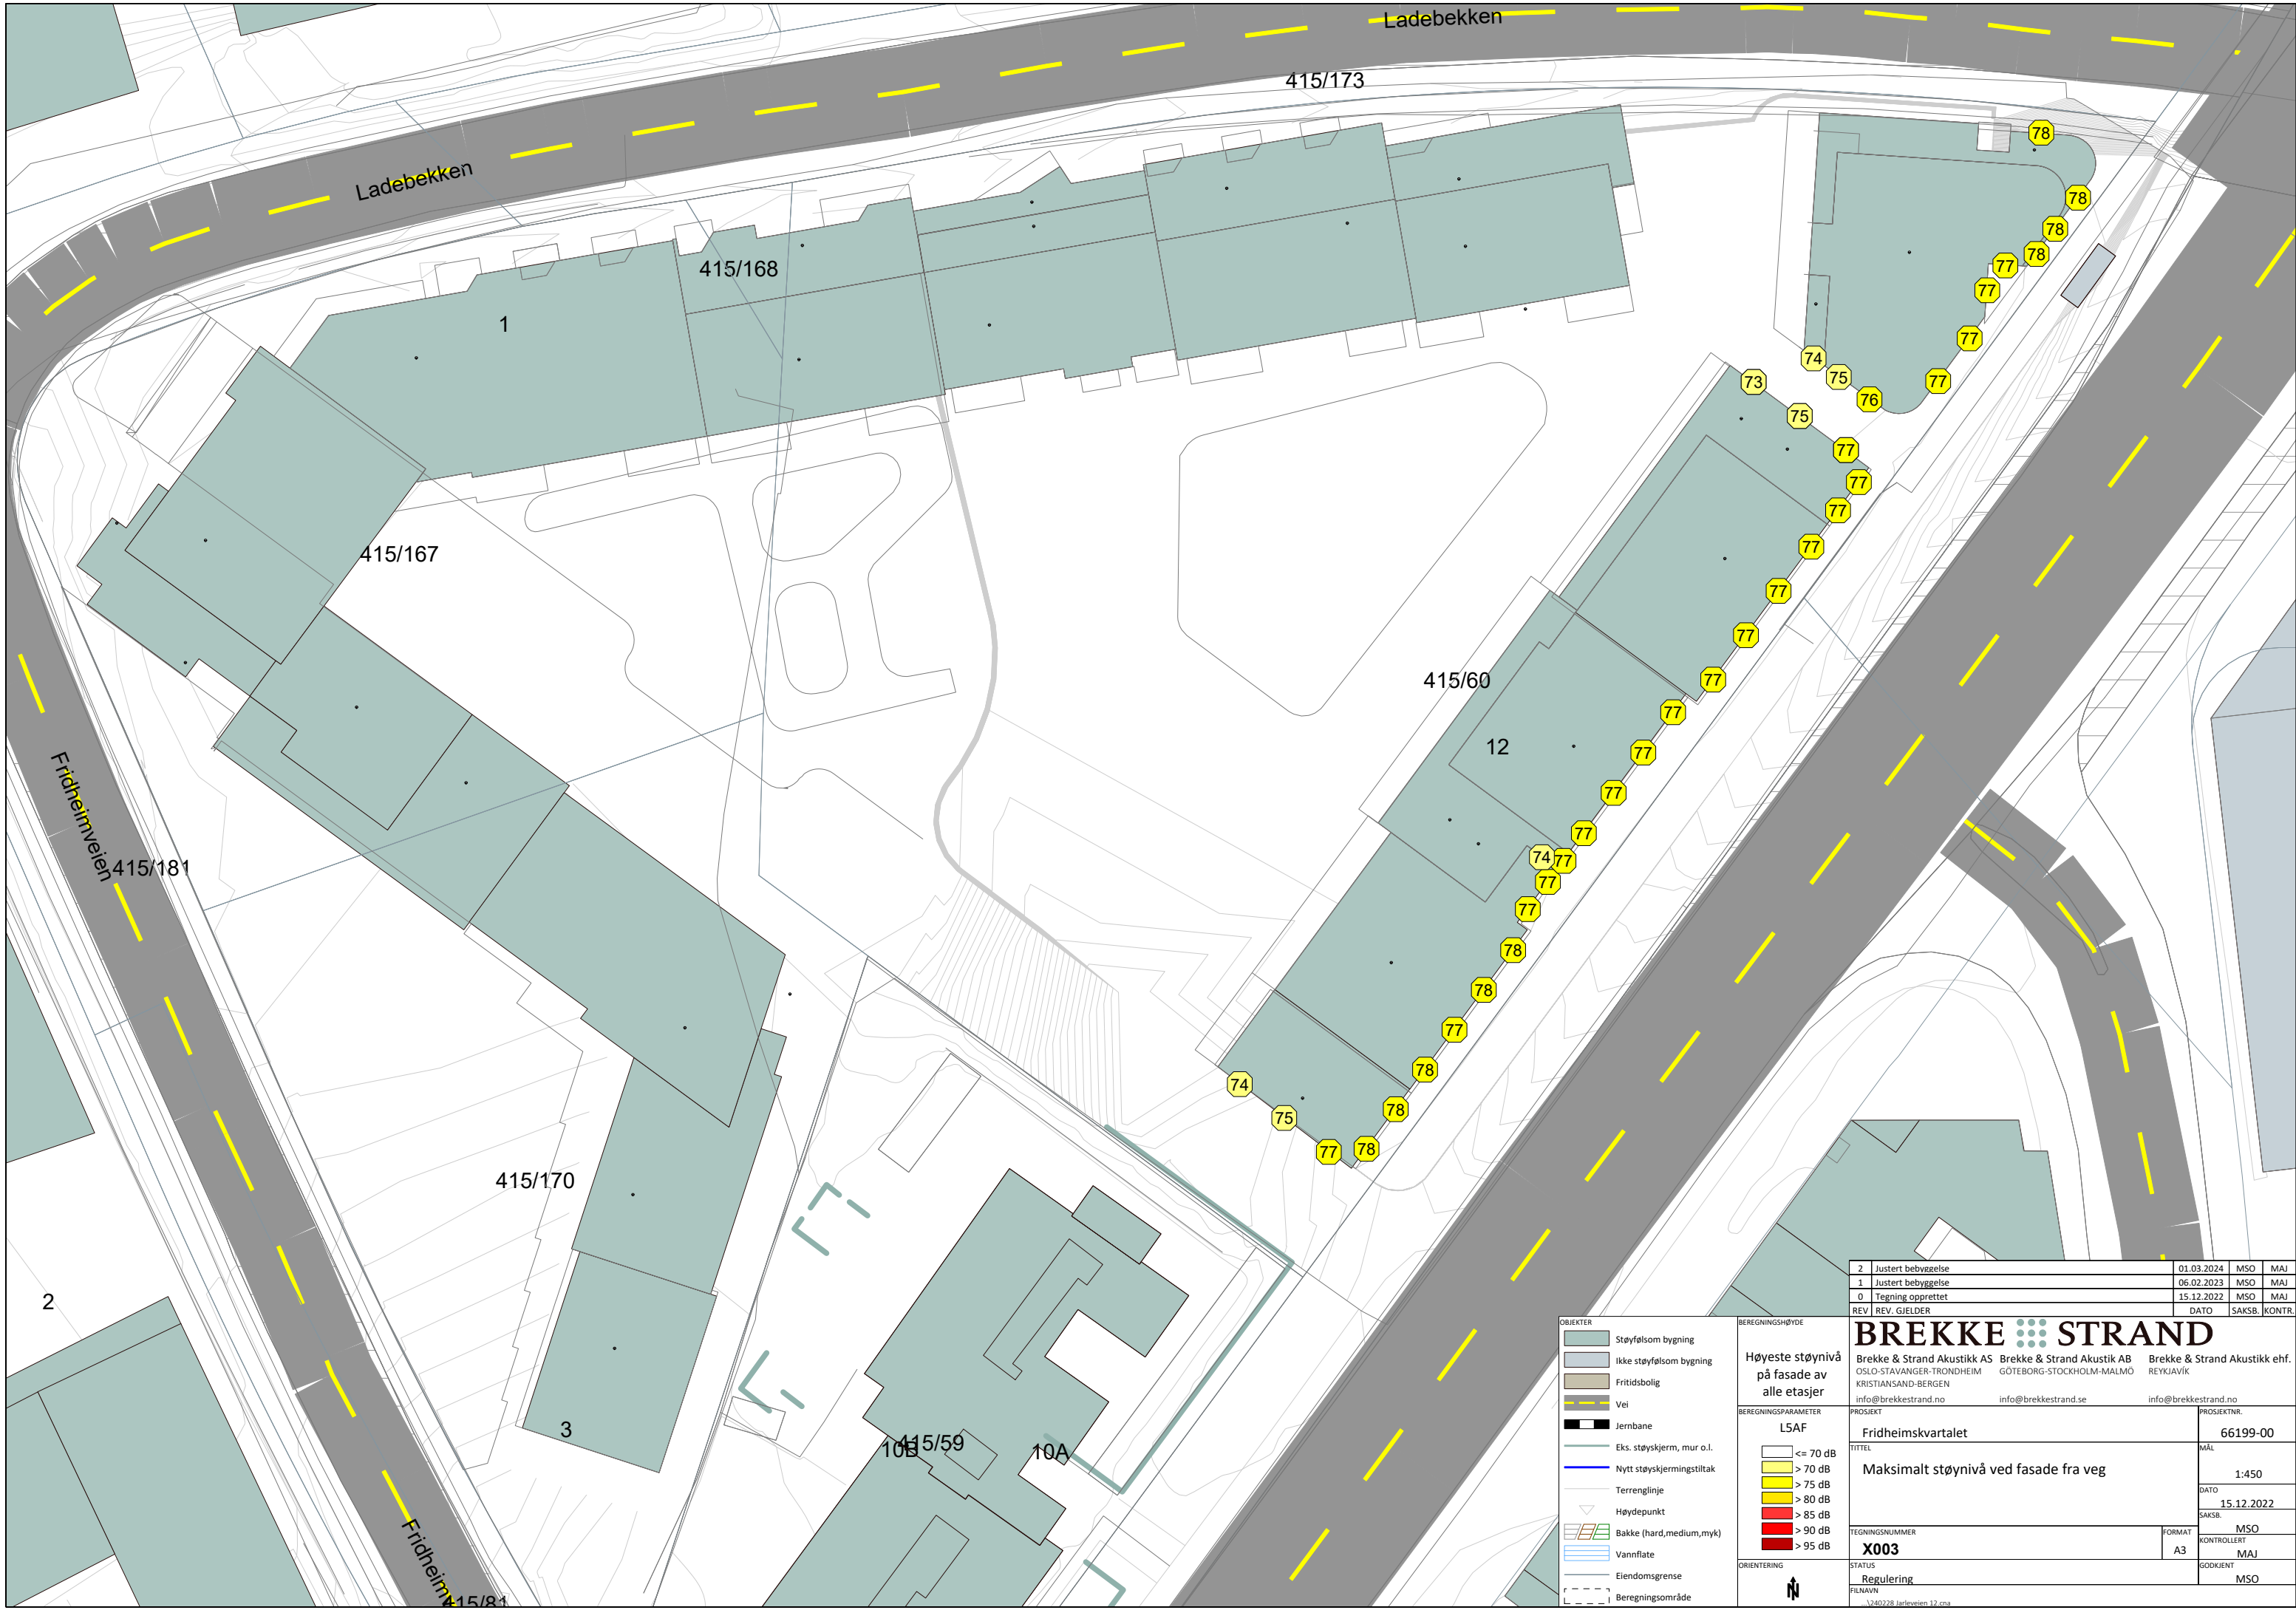 Ladebekken
415/173
78
Ladebekken
78
78
415/168
78
77
77
1
77
74
75
73
77
76
75
77
77
77
415/167
77
77
77
415/60
77
77
12
77
77
77
74
77
415/181
77
Fridheimveien
77
78
78
77
78
74
78
75
78
77
415/170
2
3
10B
415/59
10A
Fridheimv
415/81
2 Justert bebyggelse 01.03.2024 MSO MAJ
1 Justert bebyggelse 06.02.2023 MSO MAJ
0 Tegning opprettet 15.12.2022 MSO MAJ
REV REV. GJELDER DATO SAKSB. KONTR.
OBJEKTER
Støyfølsom bygning
Ikke støyfølsom bygning
Fritidsbolig
Vei
Jernbane
Eks. støyskjerm, mur o.l.
Nytt støyskjermingstiltak
Terrenglinje
Høydepunkt
Bakke (hard,medium,myk)
Vannflate
Eiendomsgrense
Beregningsområde
BEREGNINGSHØYDE
Høyeste støynivå
på fasade av
alle etasjer
BEREGNINGSPARAMETER
L5AF
<= 70 dB
> 70 dB
> 75 dB
> 80 dB
> 85 dB
> 90 dB
> 95 dB
ORIENTERING
N
BREKKE STRAND
Brekke & Strand Akustikk AS Brekke & Strand Akustik AB Brekke & Strand Akustikk ehf.
OSLO-STAVANGER-TRONDHEIM GÖTEBORG-STOCKHOLM-MALMÖ REYKJAVÍK
KRISTIANSAND-BERGEN
info@brekkestrand.no info@brekkestrand.se info@brekkestrand.no
PROSJEKT
Fridheimskvartalet
PROSJEKTNR.
66199-00
TITTEL
Maksimalt støynivå ved fasade fra veg
MÅL
1:450
DATO
15.12.2022
SAKSB.
MSO
TEGNINGSNUMMER
X003
FORMAT
A3
KONTROLLERT
MAJ
STATUS
Regulering
GODKJENT
MSO
FILNAVN
...\240228 Jarleveien 12.cna